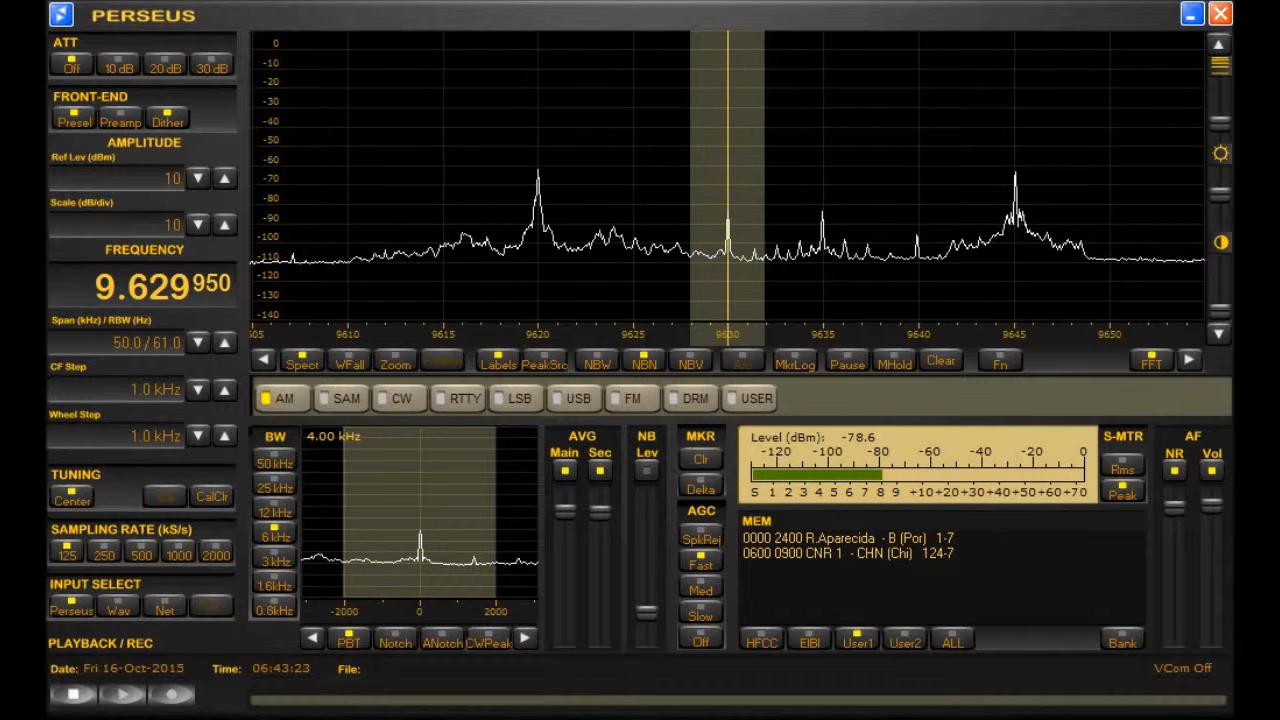 PERSEUS
ATT
Off 10 dB 20 dB 30 dB
FRONT-END
Presel Preamp Dither
AMPLITUDE
Ref Lev (dBm)
10
Scale (dB/div)
10
FREQUENCY
9.629950
Span (kHz) / RBW (Hz)
50.0 / 61.0
CF Step
1.0 kHz
Wheel Step
1.0 kHz
TUNING
Center CalClr
SAMPLING RATE (kS/s)
125 250 500 1000 2000
INPUT SELECT
Perseus Wav Net
PLAYBACK / REC
0
-10
-20
-30
-40
-50
-60
-70
-80
-90
-100
-110
-120
-130
-140
505 9610 9615 9620 9625 9630 9635 9640 9645 9650
Spect WFall Zoom Labels PeakSrc NBW NBN NBV MkrLog Pause MHold Clear Fn FFT
AM SAM CW RTTY LSB USB FM DRM USER
BW
50 kHz
25 kHz
12 kHz
6 kHz
3 kHz
1.6kHz
0.8kHz
4.00 kHz
-2000 0 2000
PBT Notch ANotch CWPeak
AVG
Main Sec
NB
Lev
MKR
Clr
Delta
AGC
SpkRej
Fast
Med
Slow
Off
Level (dBm): -78.6
-120 -100 -80 -60 -40 -20 0
S 1 2 3 4 5 6 7 8 9 +10+20+30+40+50+60+70
S-MTR
Rms
Peak
AF
NR Vol
MEM
0000 2400 R.Aparecida - B (Por) 1-7
0600 0900 CNR 1 - CHN (Chi) 124-7
HFCC EIBI User1 User2 ALL Bank
Date: Fri 16-Oct-2015 Time: 06:43:23 File: VCom Off